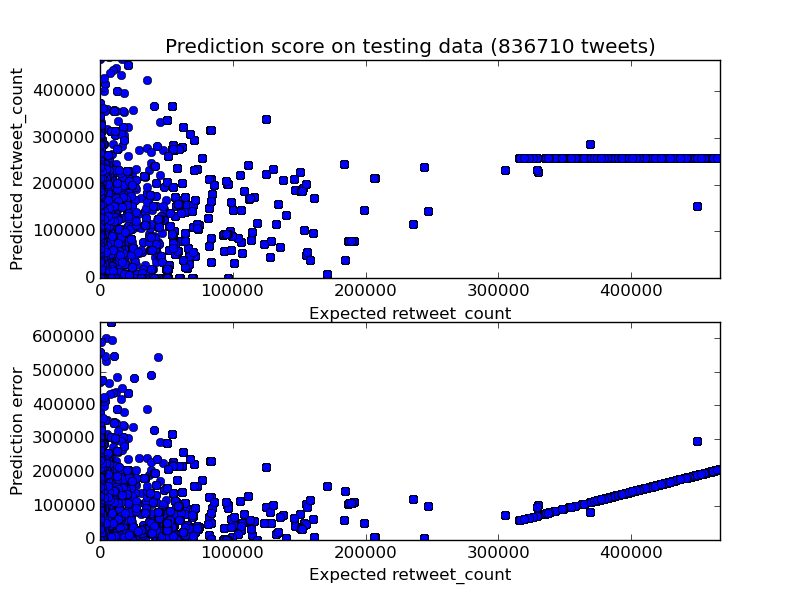 Prediction score on testing data (836710 tweets)
Predicted retweet_count
400000
300000
200000
100000
0
0 100000 200000 300000 400000
Expected retweet_count
Prediction error
600000
500000
400000
300000
200000
100000
0
0 100000 200000 300000 400000
Expected retweet_count